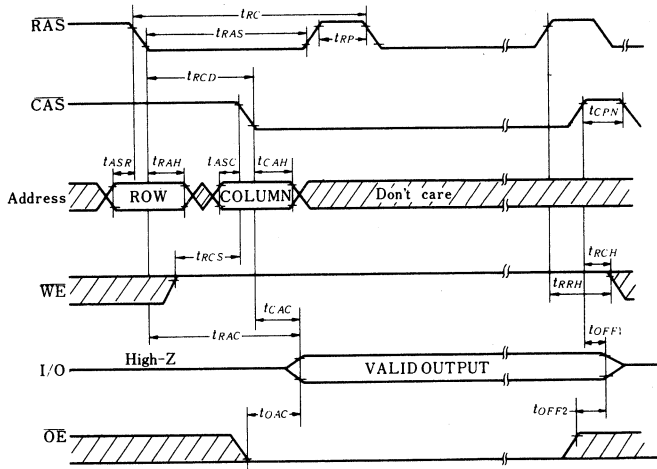 tRC
RAS
tRAS
tRP
tRCD
CAS
tCPN
tASR
tRAH
tASC
tCAH
Address
ROW
COLUMN
Don't care
tRCS
tRCH
WE
tRRH
tCAC
tRAC
High-Z
tOFF1
I/O
VALID OUTPUT
tOAC
tOFF2
OE